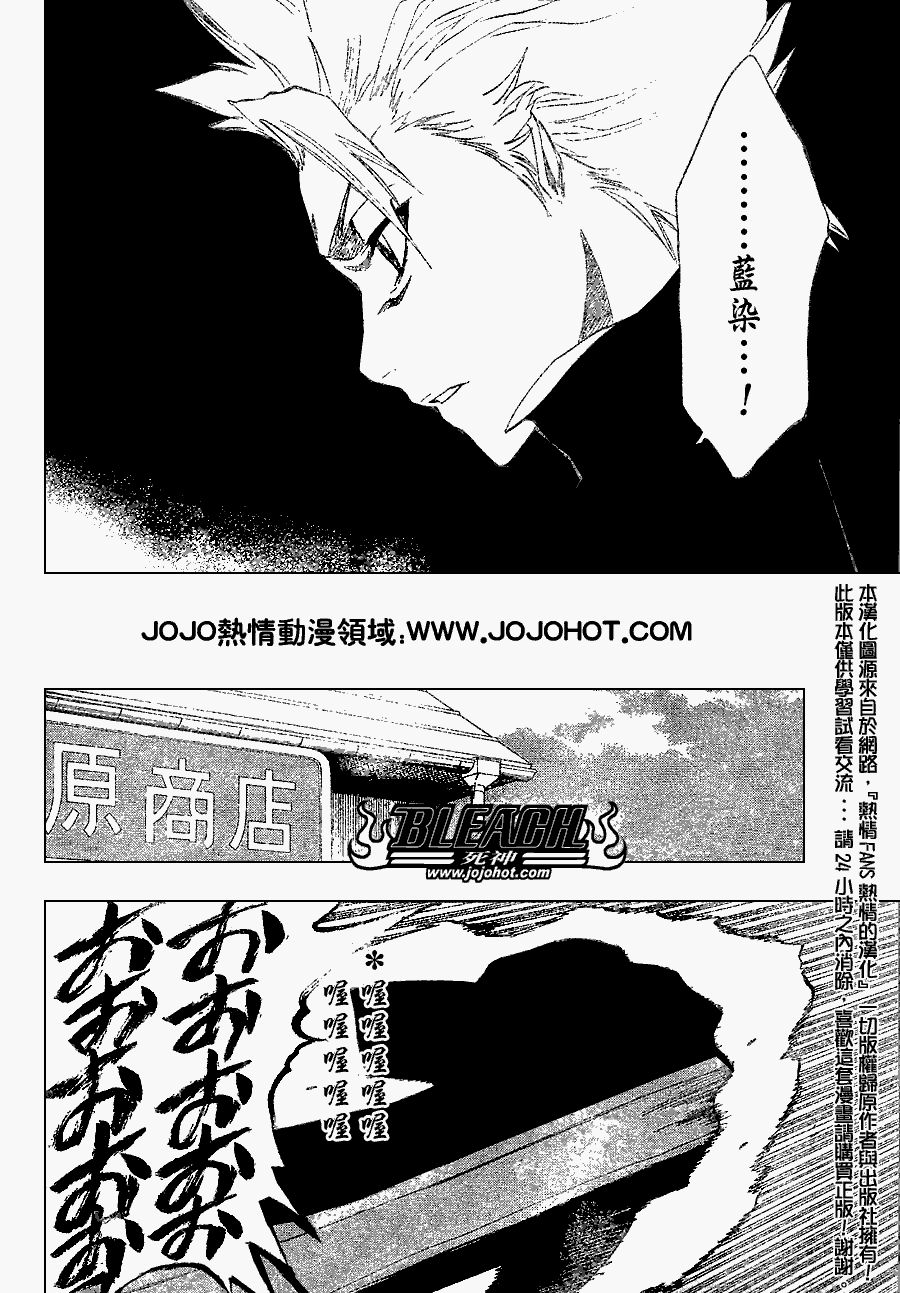 ………藍染…！
JOJO熱情動漫領域:WWW.JOJOHOT.COM
本漢化圖源來自於網路，『熱情FANS熱情的漢化』一切版權歸原作者與出版社擁有！
此版本僅供學習試看交流…請24小時之內消除，喜歡這套漫畫請購買正版！謝謝。
原商店
BLEACH
死神
www.jojohot.com
*喔喔喔喔喔
喔喔喔喔喔
おおおおお
おおおおお